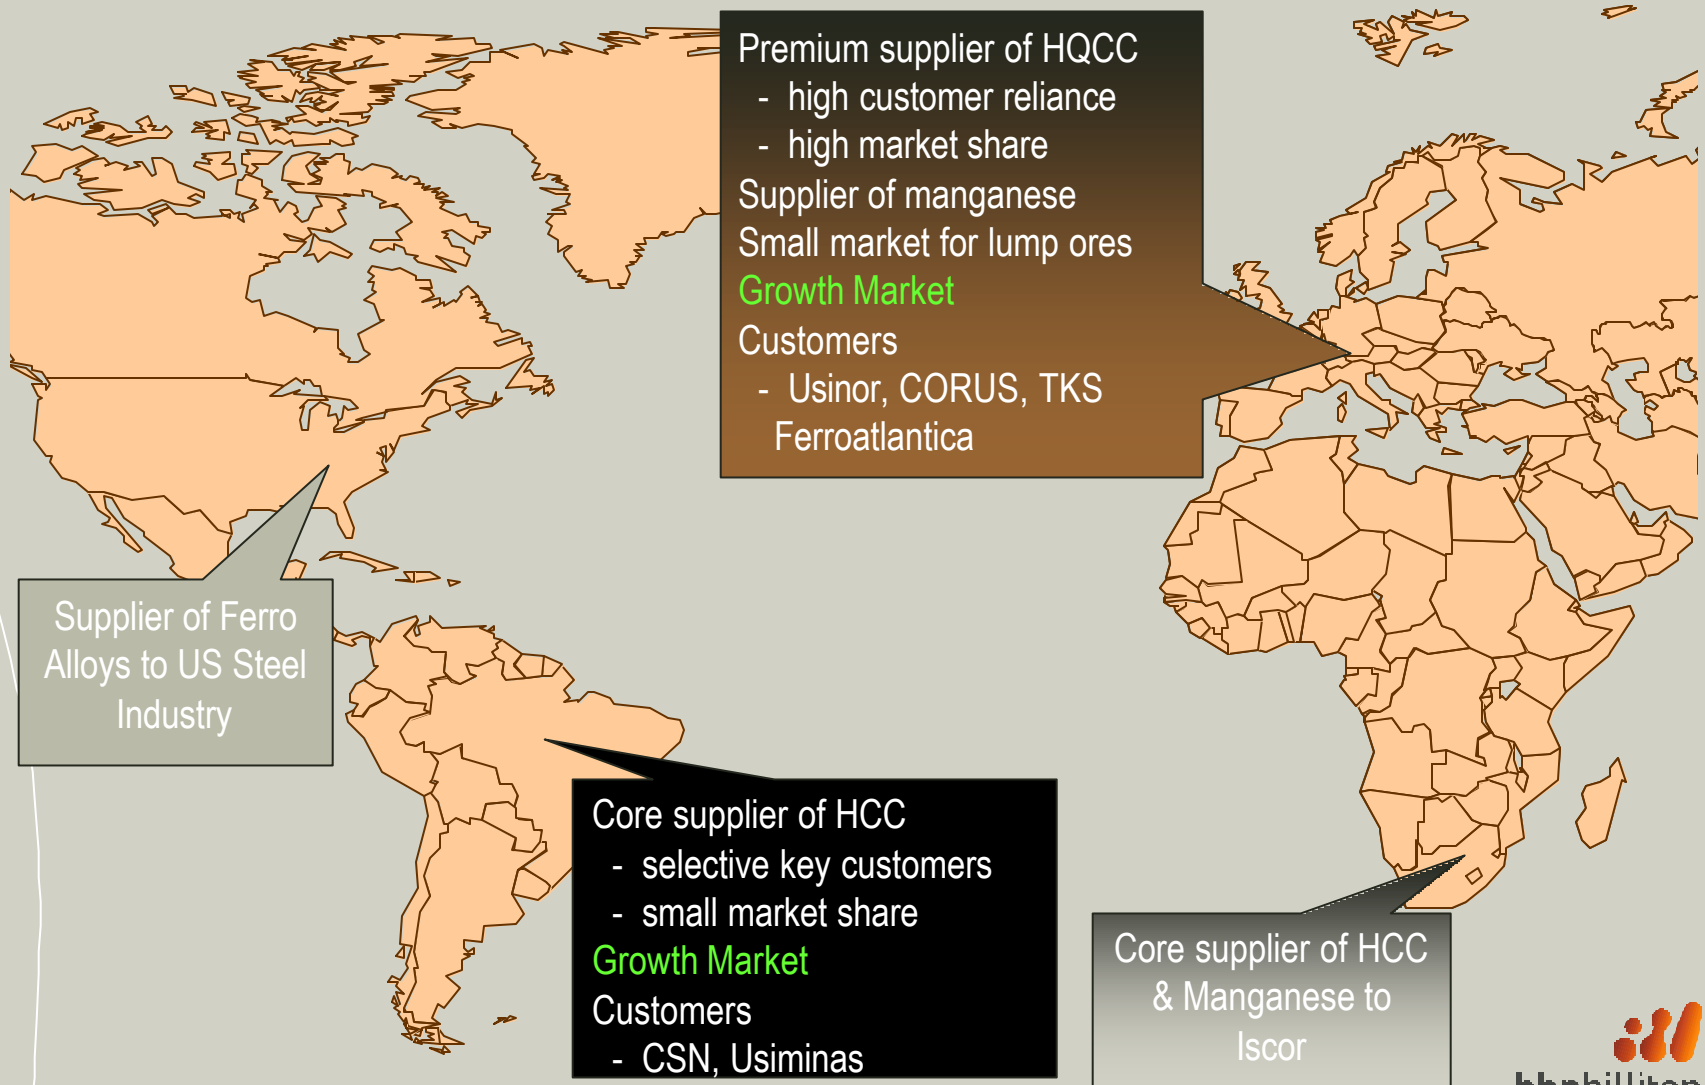 Premium supplier of HQCC
- high customer reliance
- high market share
Supplier of manganese
Small market for lump ores
Growth Market
Customers
- Usinor, CORUS, TKS
Ferroatlantica
Supplier of Ferro
Alloys to US Steel
Industry
Core supplier of HCC
- selective key customers
- small market share
Growth Market
Customers
- CSN, Usiminas
Core supplier of HCC
& Manganese to
Iscor
bhpbilliton